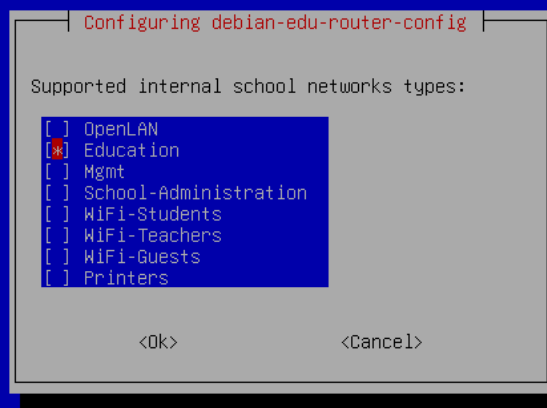 Configuring debian-edu-router-config
Supported internal school networks types:
[ ] OpenLAN
[*] Education
[ ] Mgmt
[ ] School-Administration
[ ] WiFi-Students
[ ] WiFi-Teachers
[ ] WiFi-Guests
[ ] Printers
<Ok> <Cancel>